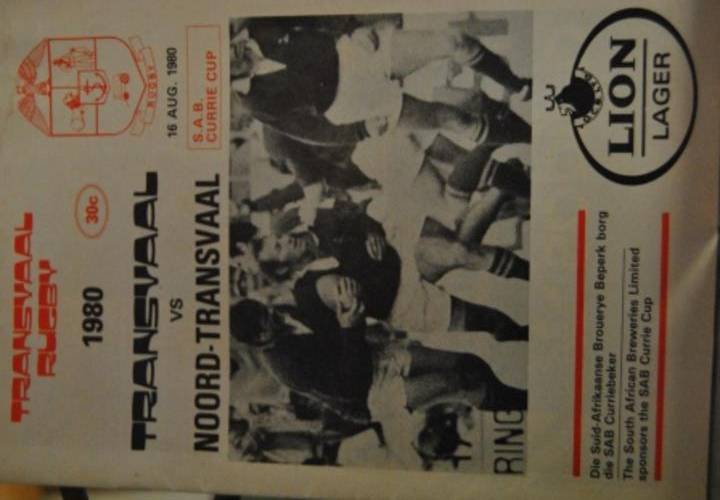 TRANSVAAL
RUGBY
1980
30c
RUGBY
TRANSVAAL
VS
NOORD-TRANSVAAL
16 AUG. 1980
S.A.B.
CURRIE CUP
RING
Die Suid-Afrikaanse Brouerye Beperk borg
die SAB Curriebeker
The South African Breweries Limited
sponsors the SAB Currie Cup
LION
LAGER